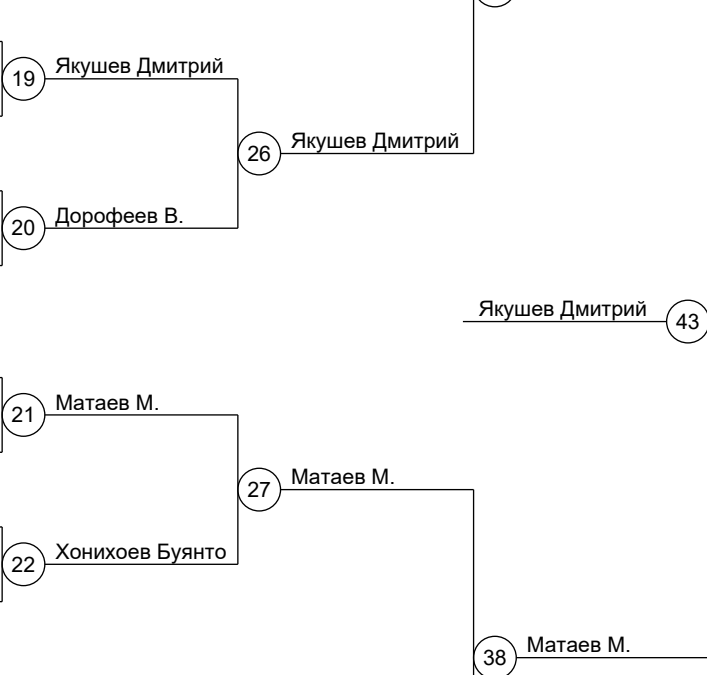 19 Якушев Дмитрий
26 Якушев Дмитрий
20 Дорофеев В.
Якушев Дмитрий 43
21 Матаев М.
27 Матаев М.
22 Хонихоев Буянто
38 Матаев М.